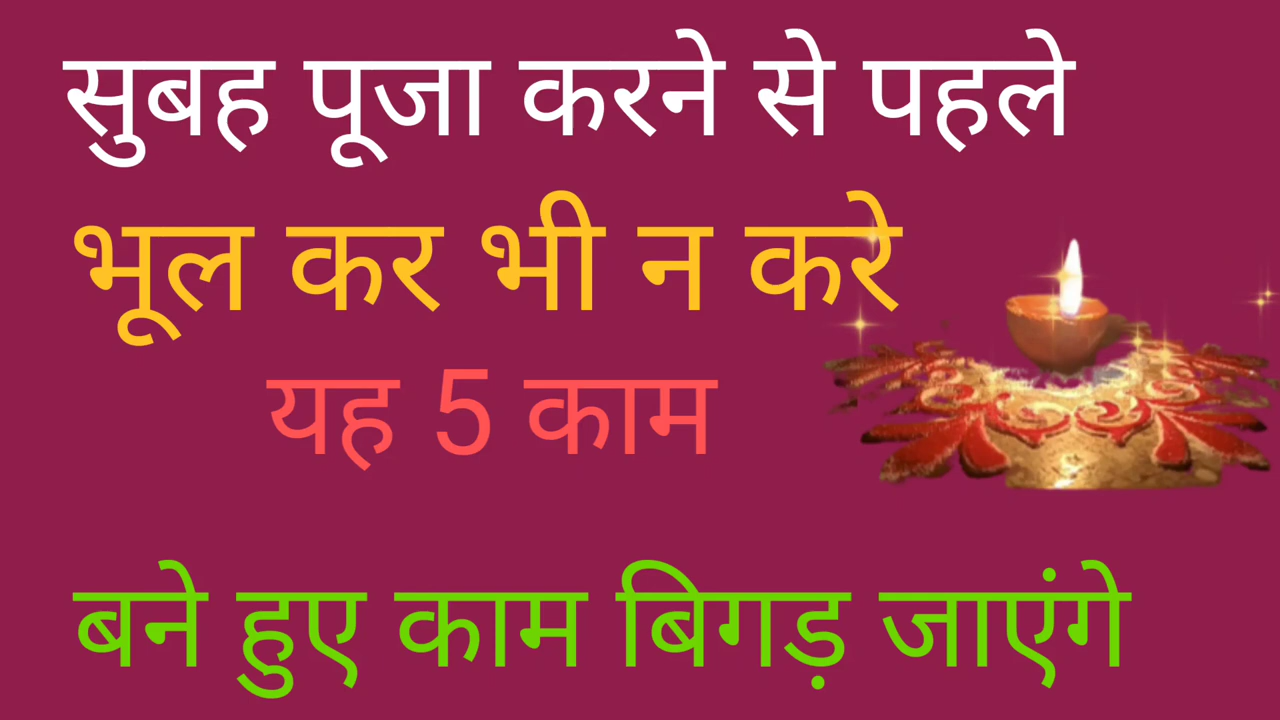 सुबह पूजा करने से पहले
भूल कर भी न करे
यह 5 काम
बने हुए काम बिगड़ जाएंगे